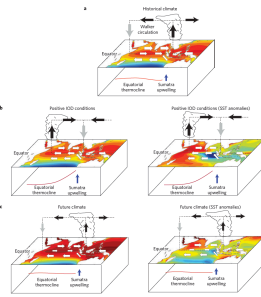 a
Historical climate
Walker
circulation
Equator
Equatorial
thermocline
Sumatra
upwelling
b
Positive IOD conditions
Positive IOD conditions (SST anomalies)
Equator
Equator
Equatorial
thermocline
Sumatra
upwelling
Equatorial
thermocline
Sumatra
upwelling
c
Future climate
Future climate (SST anomalies)
Equator
Equator
Equatorial
thermocline
Sumatra
upwelling
Equatorial
thermocline
Sumatra
upwelling